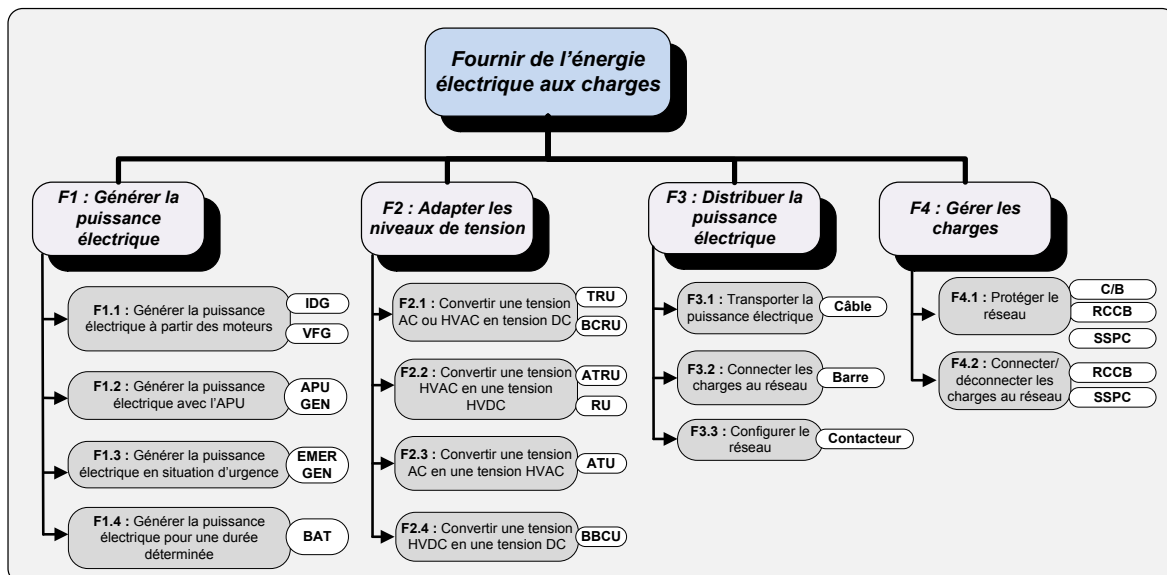 Fournir de l'énergie
électrique aux charges
F1 : Générer la
puissance
électrique
F1.1 : Générer la puissance
électrique à partir des moteurs
IDG
VFG
F1.2 : Générer la puissance
électrique avec l'APU
APU
GEN
F1.3 : Générer la puissance
électrique en situation d'urgence
EMER
GEN
F1.4 : Générer la puissance
électrique pour une durée
déterminée
BAT
F2 : Adapter les
niveaux de tension
F2.1 : Convertir une tension
AC ou HVAC en tension DC
TRU
BCRU
F2.2 : Convertir une tension
HVAC en une tension
HVDC
ATRU
RU
F2.3 : Convertir une tension
AC en une tension HVAC
ATU
F2.4 : Convertir une tension
HVDC en une tension DC
BBCU
F3 : Distribuer la
puissance
électrique
F3.1 : Transporter la
puissance électrique
Câble
F3.2 : Connecter les
charges au réseau
Barre
F3.3 : Configurer le
réseau
Contacteur
F4 : Gérer les
charges
F4.1 : Protéger le
réseau
C/B
RCCB
SSPC
F4.2 : Connecter/
déconnecter les
charges au réseau
RCCB
SSPC